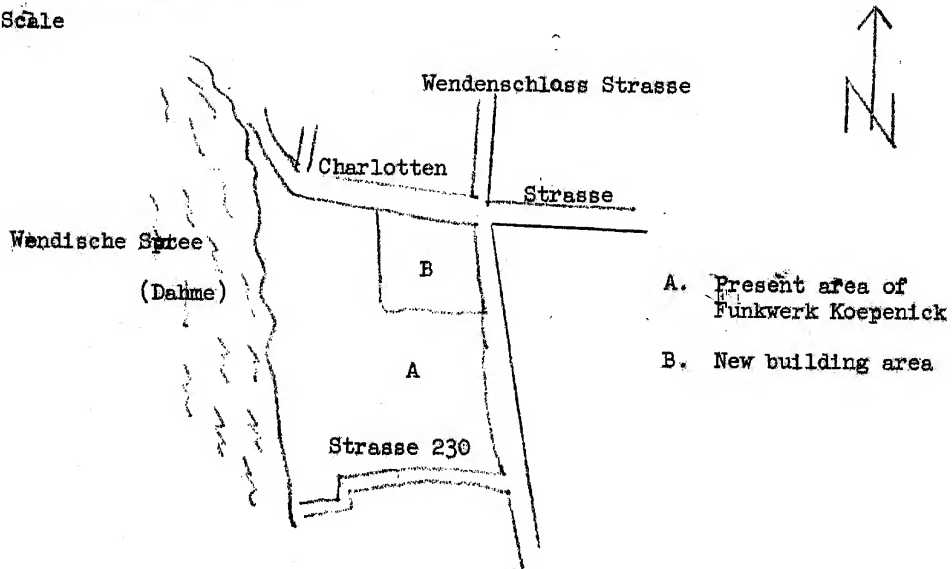 Scale
N
Wendenschloss Strasse
Charlotten
Strasse
Wendische Spree
(Dahme)
B
A
A. Present area of
Funkwerk Koepenick
B. New building area
Strasse 230